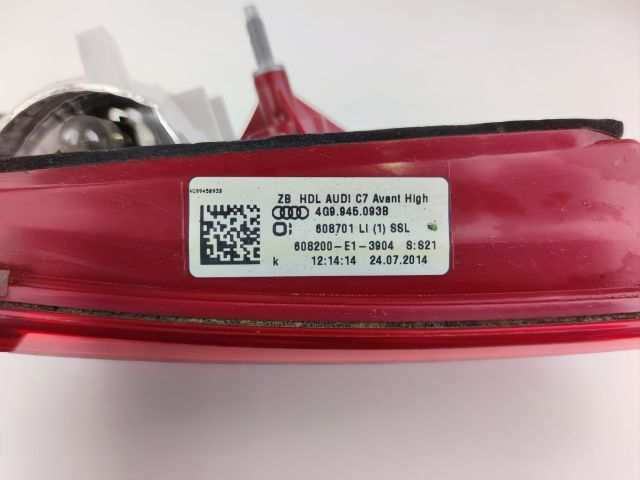 4G9945093B
ZB HDL AUDI C7 Avant High
4G9.945.093B
608701 LI (1) SSL
608200-E1-3904 S:S21
k 12:14:14 24.07.2014